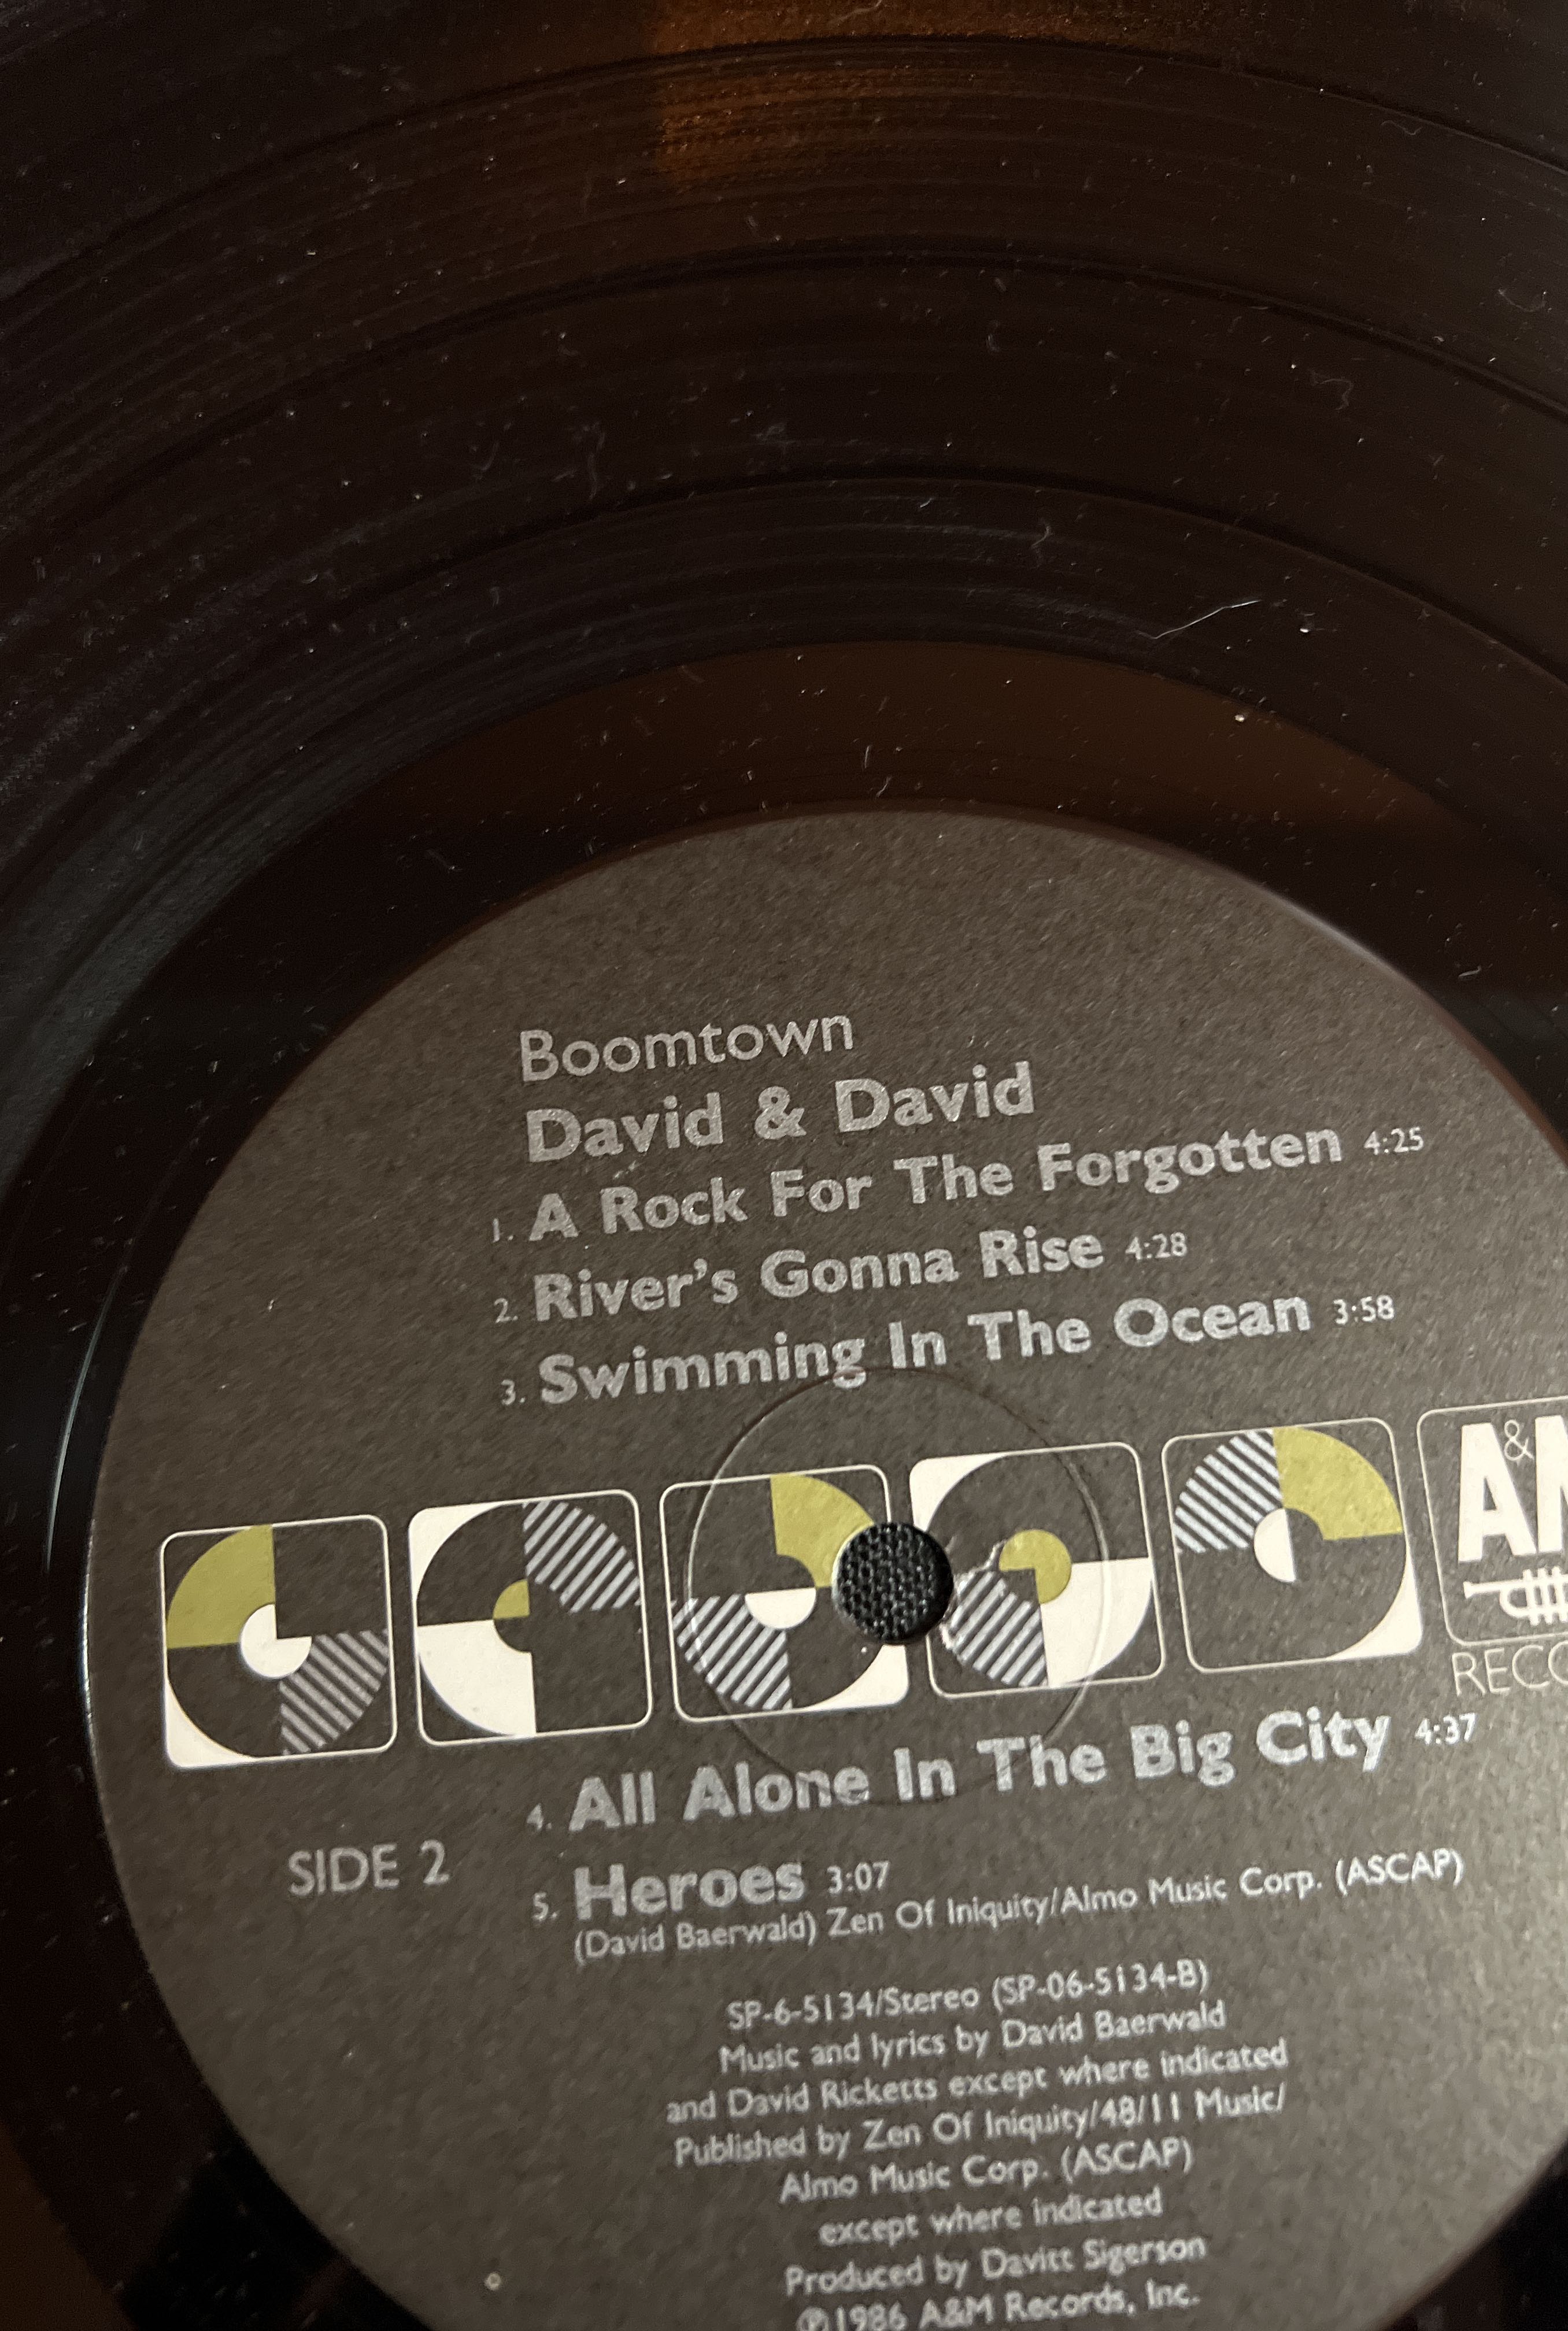 Boomtown
David & David
1. A Rock For The Forgotten 4:25
2. River's Gonna Rise 4:28
3. Swimming In The Ocean 3:58
A&M
RECO
4. All Alone In The Big City 4:37
SIDE 2
5. Heroes 3:07
(David Baerwald) Zen Of Iniquity/Almo Music Corp. (ASCAP)
SP-6-5134/Stereo (SP-06-5134-B)
Music and lyrics by David Baerwald
and David Ricketts except where indicated
Published by Zen Of Iniquity/48/11 Music/
Almo Music Corp. (ASCAP)
except where indicated
Produced by Davitt Sigerson
℗1986 A&M Records, Inc.